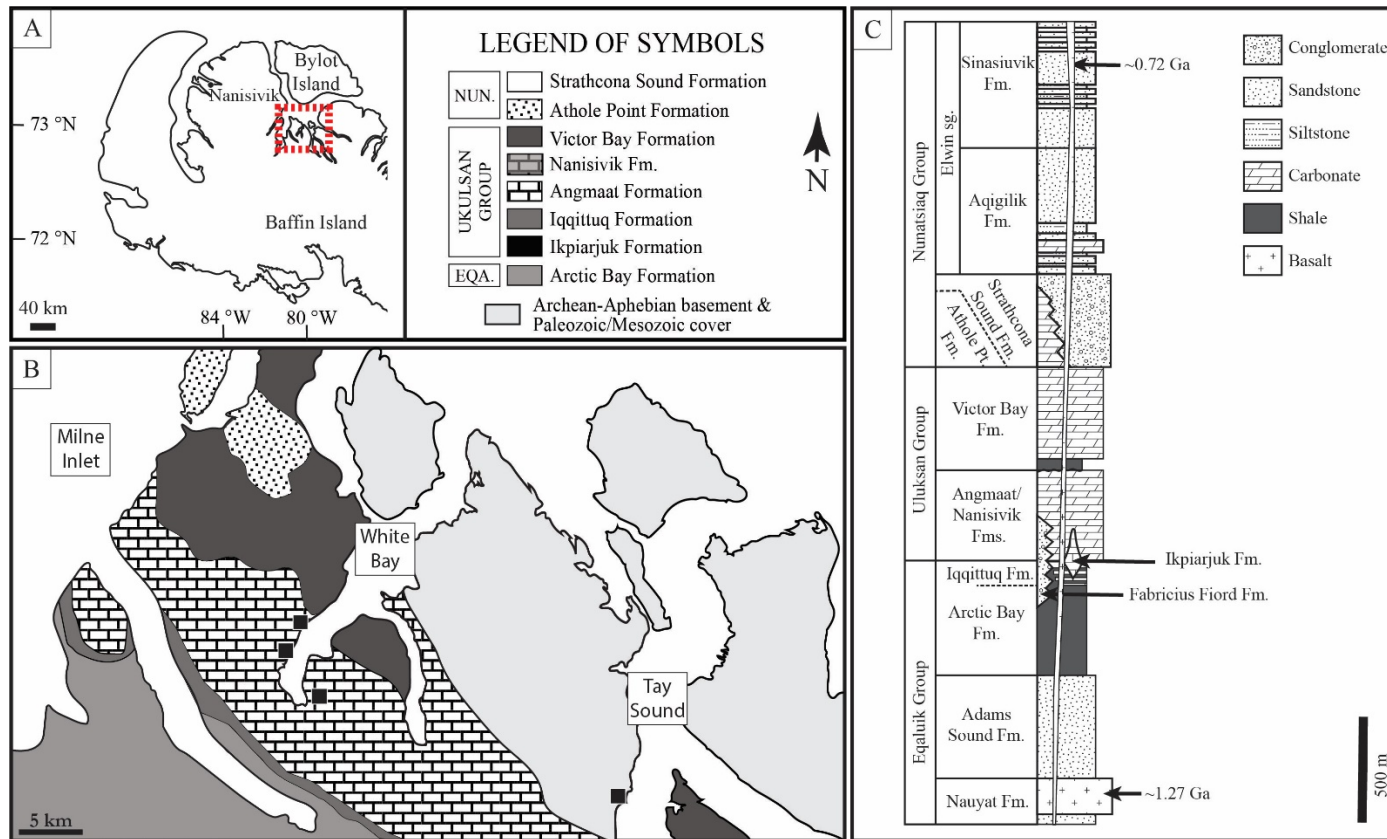 A
Bylot
Island
Nanisivik
73 °N
Baffin Island
72 °N
40 km
84 °W
80 °W
LEGEND OF SYMBOLS
NUN.
Strathcona Sound Formation
Athole Point Formation
UKULSAN
GROUP
Victor Bay Formation
Nanisivik Fm.
Angmaat Formation
Iqqittuq Formation
Ikpiarjuk Formation
EQA.
Arctic Bay Formation
Archean-Aphebian basement &
Paleozoic/Mesozoic cover
N
B
Milne
Inlet
White
Bay
Tay
Sound
5 km
C
Nunatsiaq Group
Elwin sg.
Sinasiuvik
Fm.
~0.72 Ga
Aqigilik
Fm.
Strathcona
Sound Fm.
Athole Pt.
Fm.
Uluksan Group
Victor Bay
Fm.
Angmaat/
Nanisivik
Fms.
Ikpiarjuk Fm.
Eqaluik Group
Iqqittuq Fm.
Fabricius Fiord Fm.
Arctic Bay
Fm.
Adams
Sound Fm.
Nauyat Fm.
~1.27 Ga
Conglomerate
Sandstone
Siltstone
Carbonate
Shale
Basalt
500 m